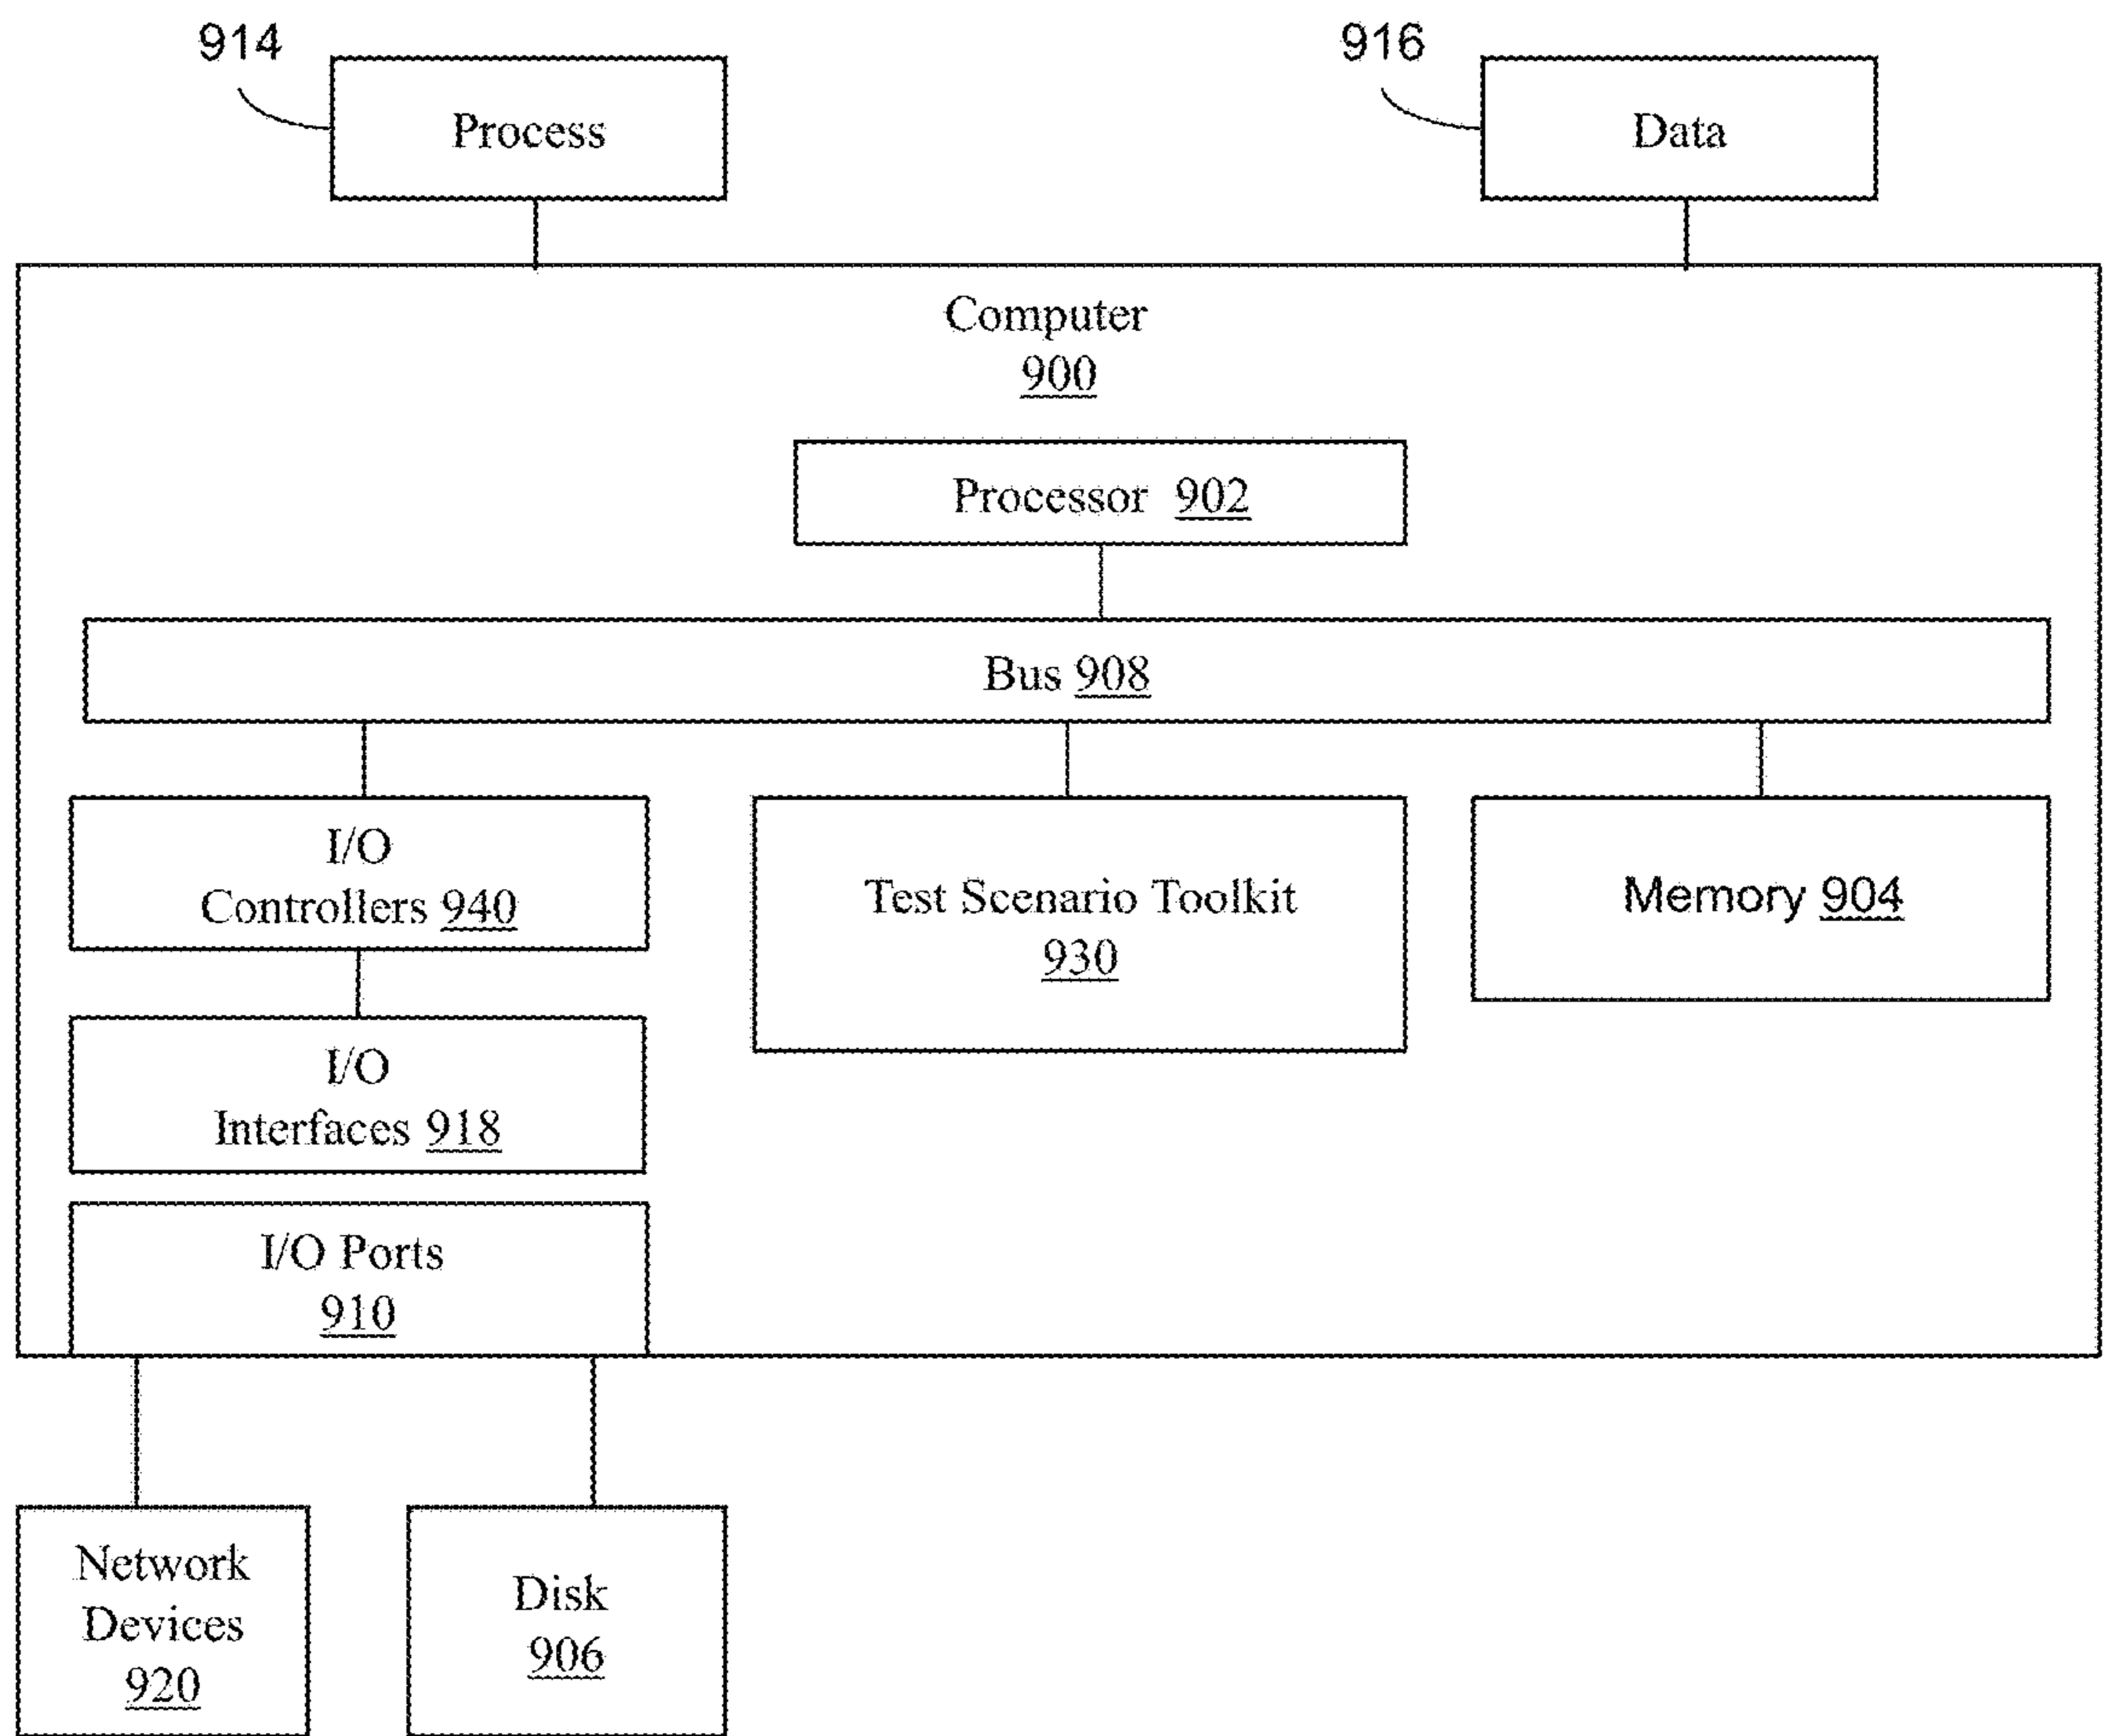 914
Process
916
Data
Computer
900
Processor 902
Bus 908
I/O
Controllers 940
Test Scenario Toolkit
930
Memory 904
I/O
Interfaces 918
I/O Ports
910
Network
Devices
920
Disk
906